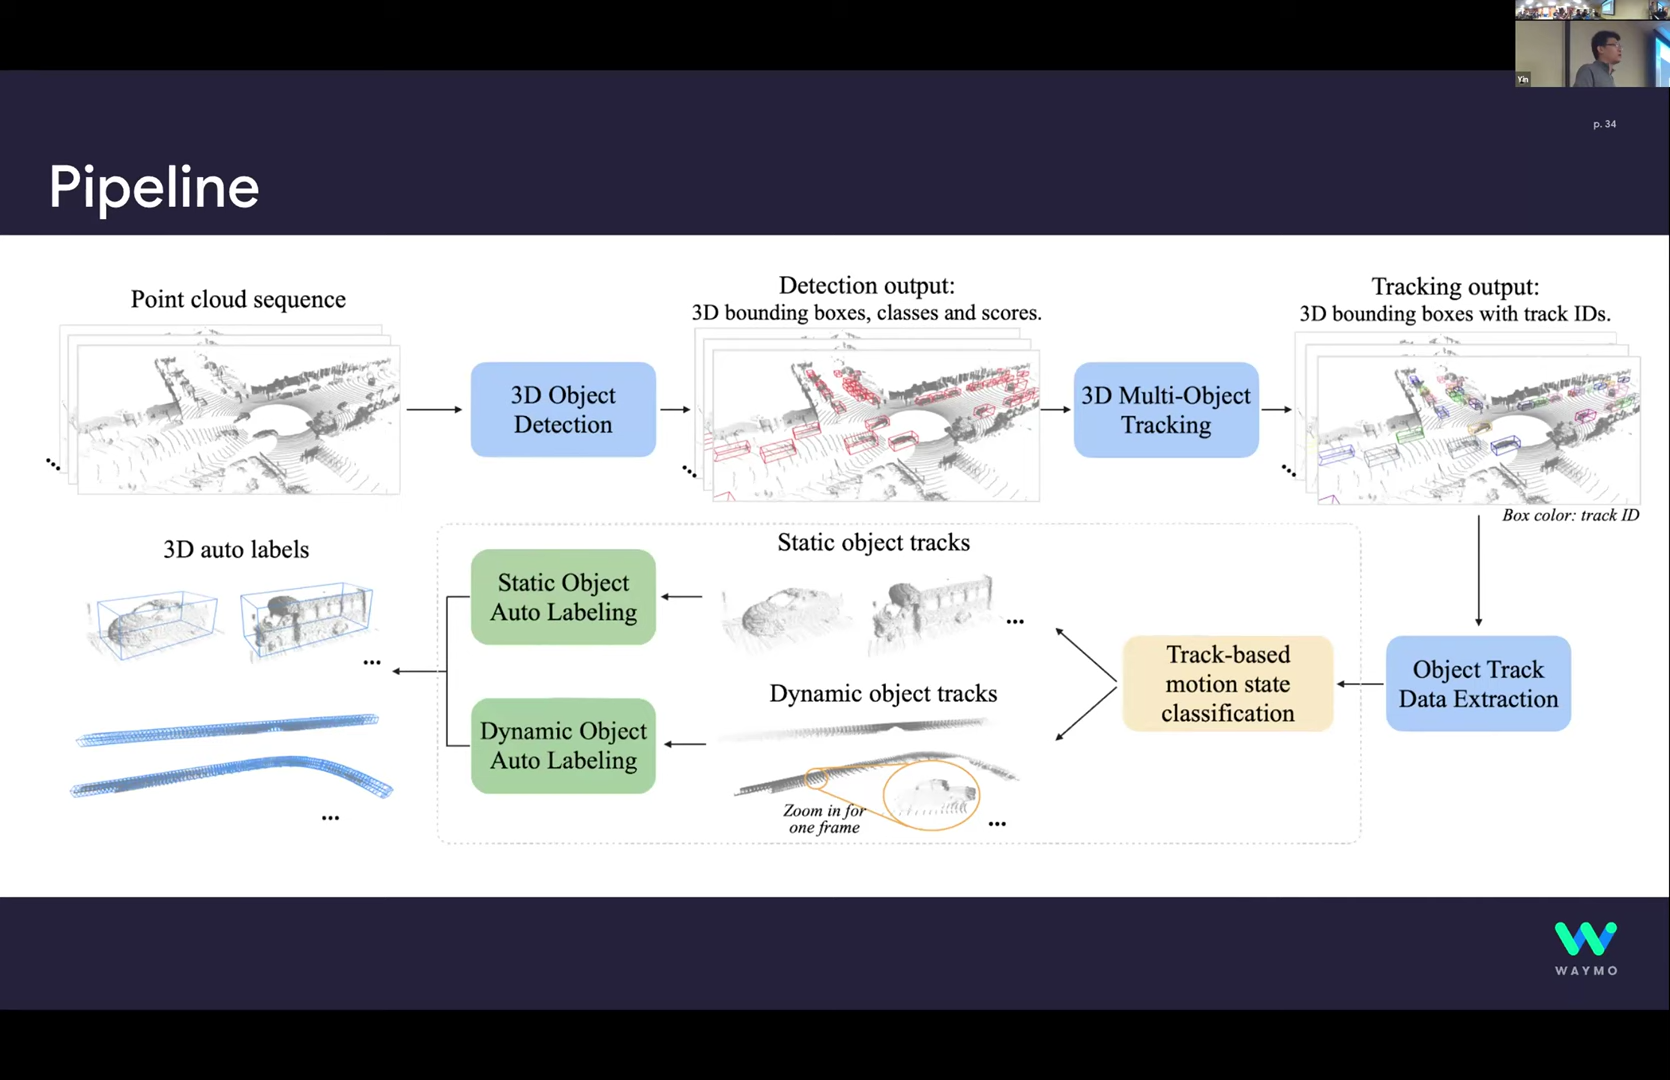 Yin
p. 34
Pipeline
Point cloud sequence
3D Object
Detection
Detection output:
3D bounding boxes, classes and scores.
3D Multi-Object
Tracking
Tracking output:
3D bounding boxes with track IDs.
Box color: track ID
3D auto labels
...
...
Static Object
Auto Labeling
Dynamic Object
Auto Labeling
Static object tracks
...
Dynamic object tracks
Zoom in for
one frame
...
Track-based
motion state
classification
Object Track
Data Extraction
WAYMO